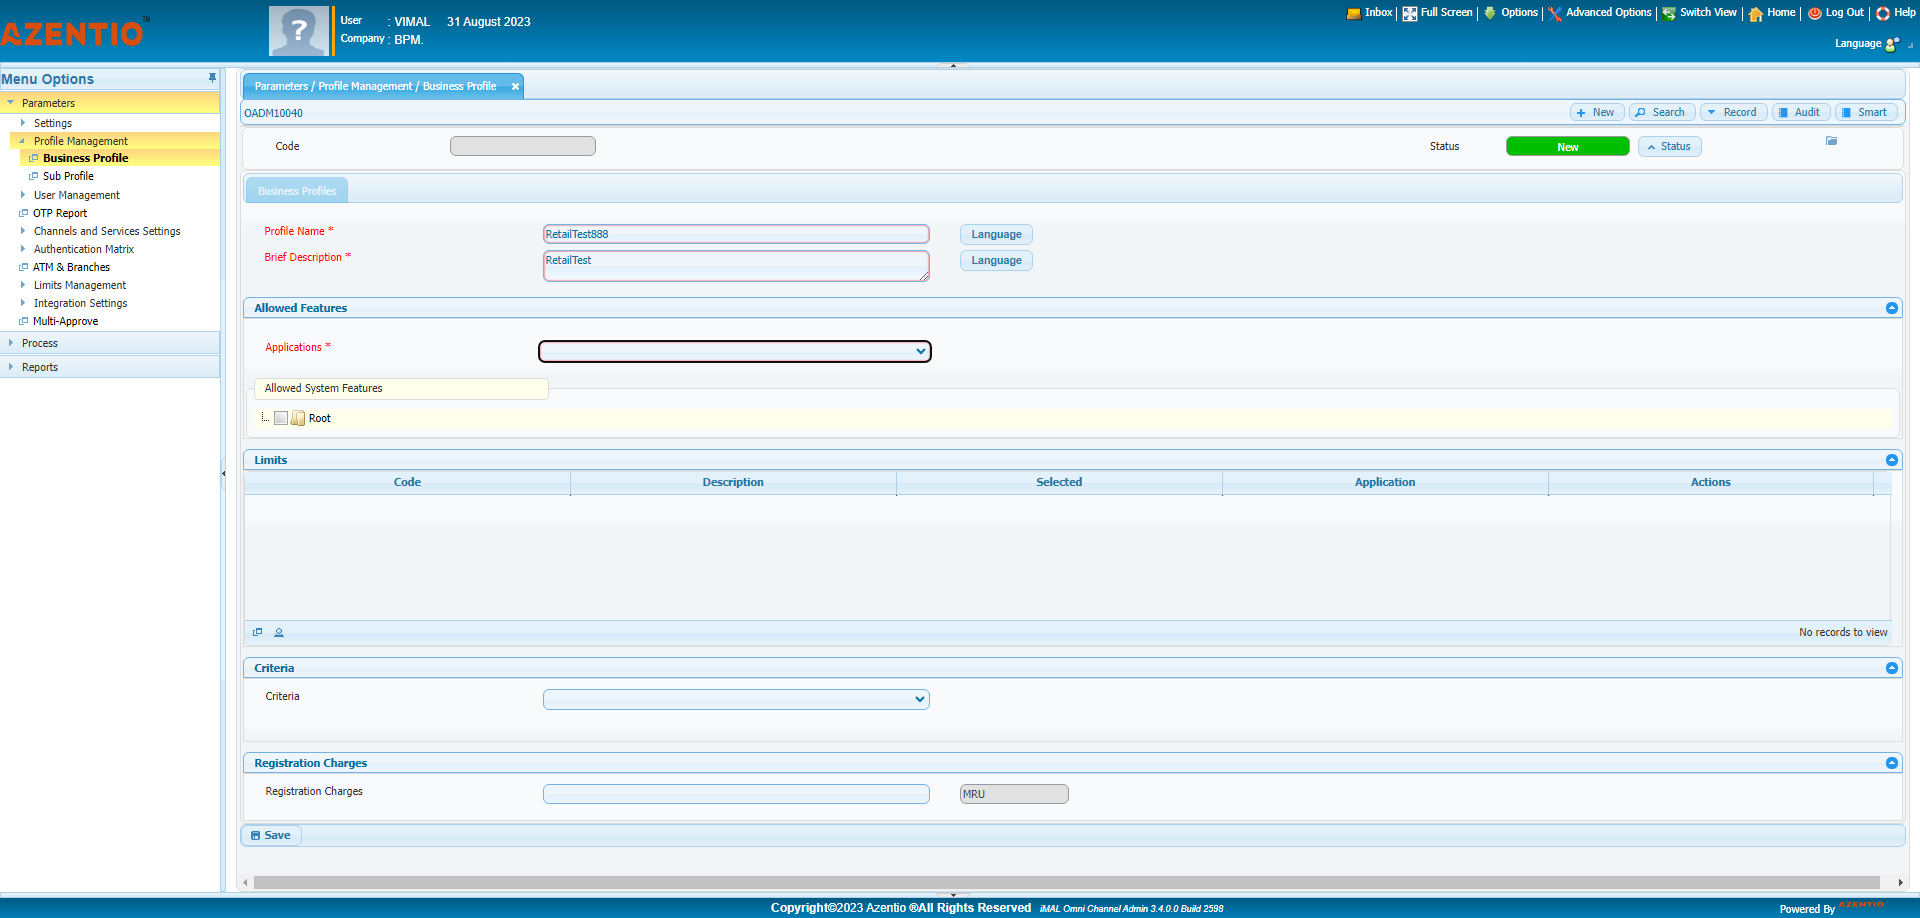 AZENTIO TM
User : VIMAL 31 August 2023
Company : BPM.
Inbox Full Screen Options Advanced Options Switch View Home Log Out Help
Language
Menu Options
Parameters
Settings
Profile Management
Business Profile
Sub Profile
User Management
OTP Report
Channels and Services Settings
Authentication Matrix
ATM & Branches
Limits Management
Integration Settings
Multi-Approve
Process
Reports
Parameters / Profile Management / Business Profile
OADM10040
New Search Record Audit Smart
Code Status New Status
Business Profiles
Profile Name * RetailTest888 Language
Brief Description * RetailTest Language
Allowed Features
Applications *
Allowed System Features
Root
Limits
Code Description Selected Application Actions
No records to view
Criteria
Criteria
Registration Charges
Registration Charges MRU
Save
Copyright©2023 Azentio ®All Rights Reserved iMAL Omni Channel Admin 3.4.0.0 Build 2598
Powered By AZENTIO